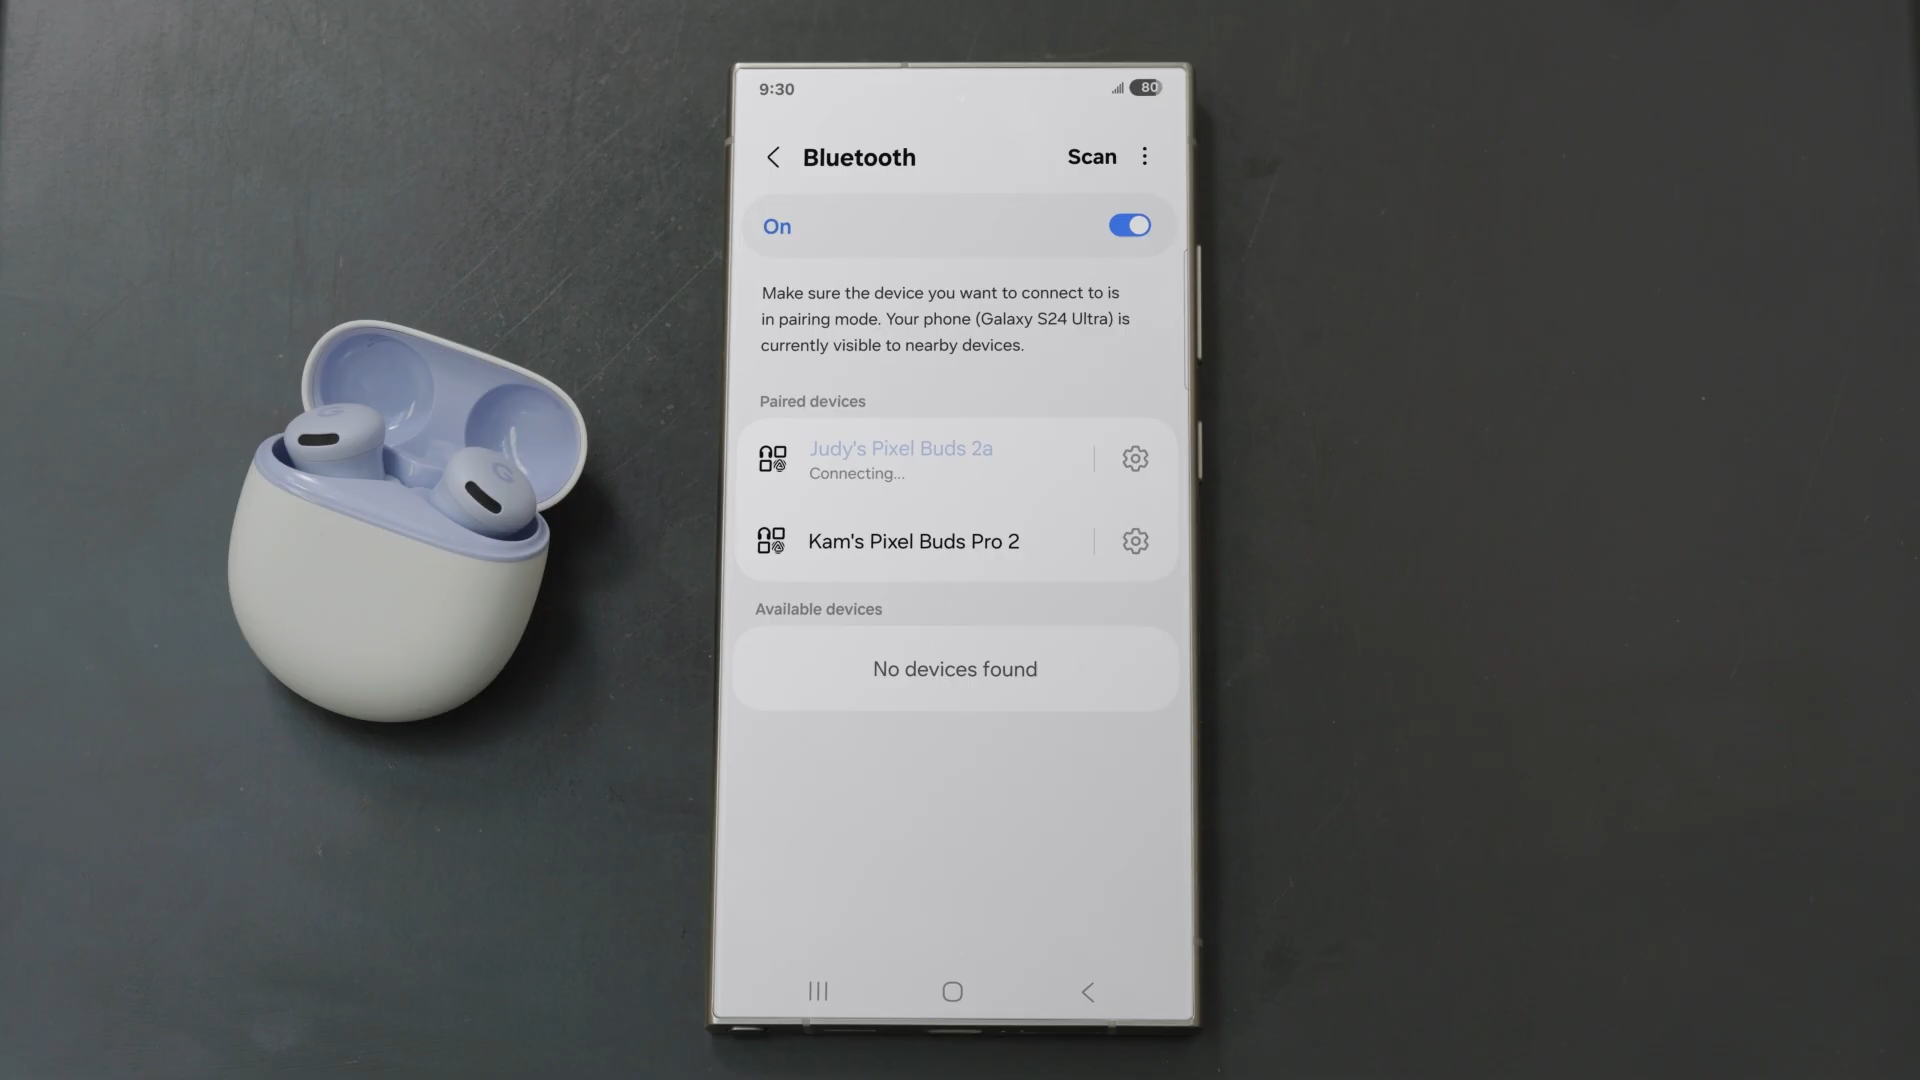 9:30
80
Bluetooth
Scan
On
Make sure the device you want to connect to is
in pairing mode. Your phone (Galaxy S24 Ultra) is
currently visible to nearby devices.
Paired devices
Judy's Pixel Buds 2a
Connecting...
Kam's Pixel Buds Pro 2
Available devices
No devices found
G
G